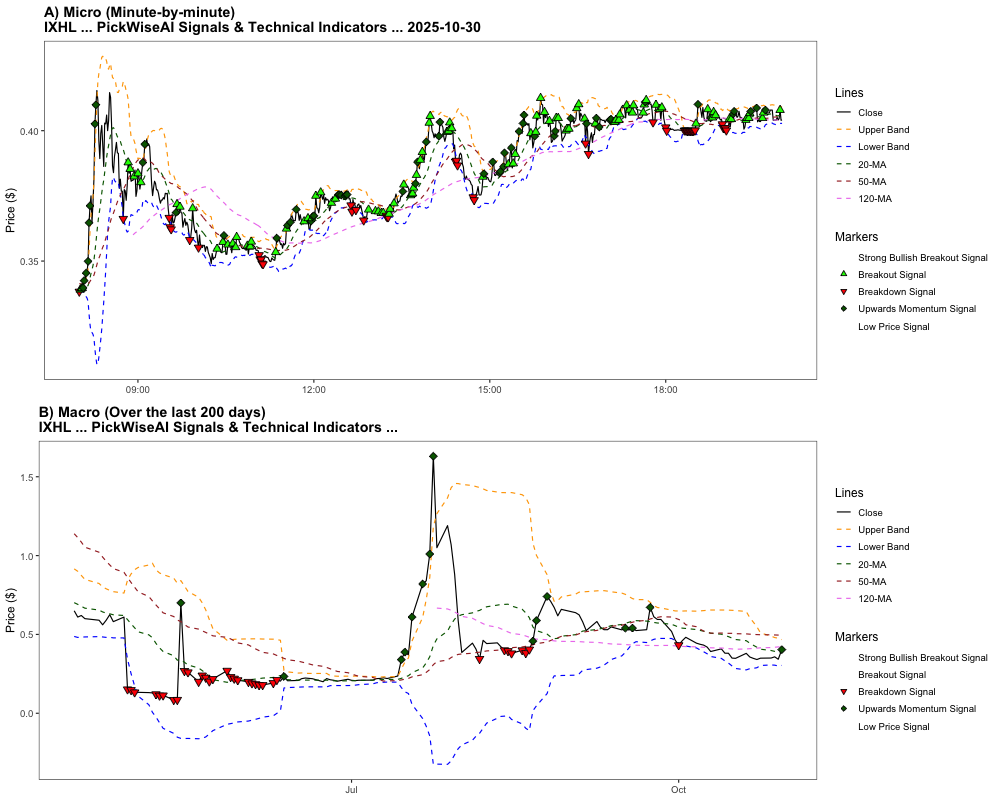 A) Micro (Minute-by-minute)
IXHL ... PickWiseAI Signals & Technical Indicators ... 2025-10-30
Price ($)
0.40
0.35
09:00
12:00
15:00
18:00
Lines
Close
Upper Band
Lower Band
20-MA
50-MA
120-MA
Markers
Strong Bullish Breakout Signal
Breakout Signal
Breakdown Signal
Upwards Momentum Signal
Low Price Signal
B) Macro (Over the last 200 days)
IXHL ... PickWiseAI Signals & Technical Indicators ...
Price ($)
1.5
1.0
0.5
0.0
Jul
Oct
Lines
Close
Upper Band
Lower Band
20-MA
50-MA
120-MA
Markers
Strong Bullish Breakout Signal
Breakout Signal
Breakdown Signal
Upwards Momentum Signal
Low Price Signal